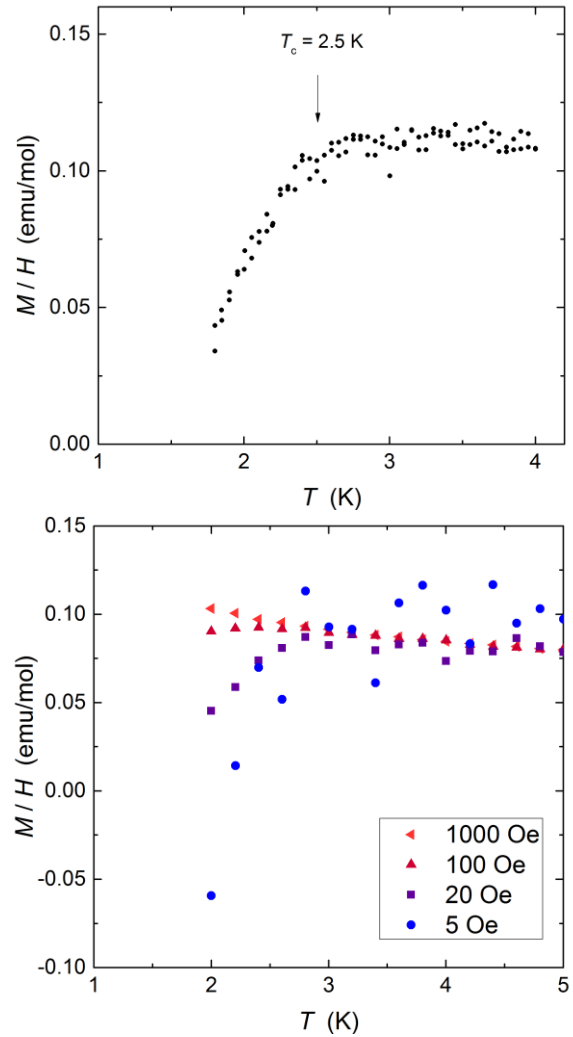 0.15
T_c = 2.5 K
0.10
M / H (emu/mol)
0.05
0.00
1 2 3 4
T (K)
0.15
0.10
0.05
M / H (emu/mol)
0.00
-0.05
-0.10
1000 Oe
100 Oe
20 Oe
5 Oe
1 2 3 4 5
T (K)